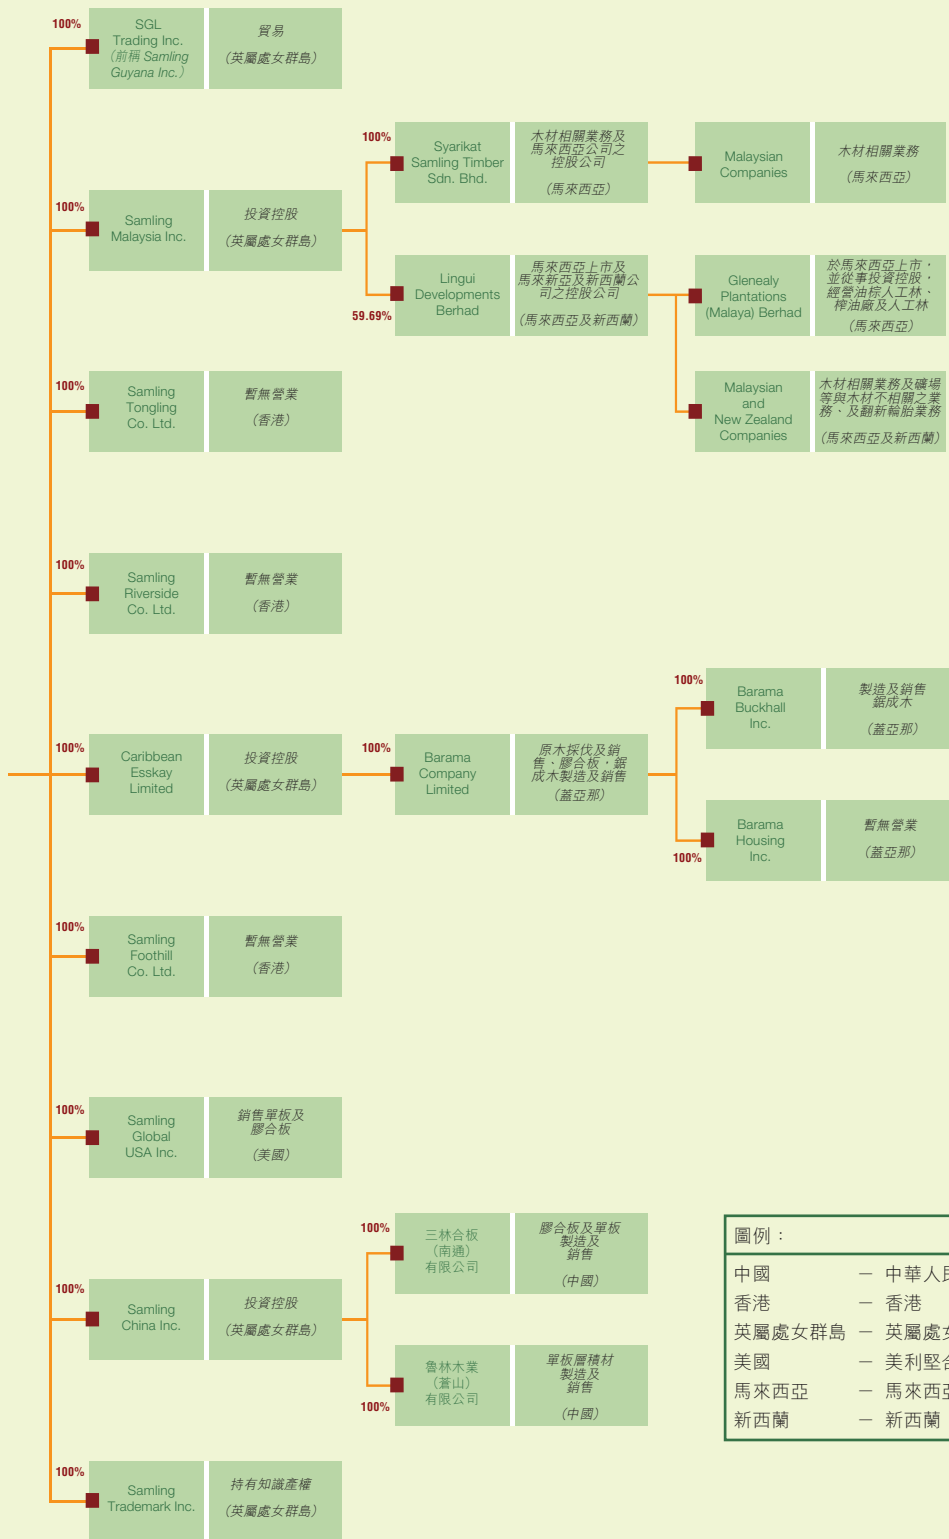 100%
SGL
Trading Inc.
（前稱 Samling
Guyana Inc.）
貿易
（英屬處女群島）
100%
Samling
Malaysia Inc.
投資控股
（英屬處女群島）
100%
Syarikat
Samling Timber
Sdn. Bhd.
木材相關業務及
馬來西亞公司之
控股公司
（馬來西亞）
Malaysian
Companies
木材相關業務
（馬來西亞）
59.69%
Lingui
Developments
Berhad
馬來西亞上市及
馬來新亞及新西蘭公
司之控股公司
（馬來西亞及新西蘭）
Glenealy
Plantations
(Malaya) Berhad
於馬來西亞上市，
並從事投資控股，
經營油棕人工林、
榨油廠及人工林
（馬來西亞）
Malaysian
and
New Zealand
Companies
木材相關業務及礦場
等與木材不相關之業
務、及翻新輪胎業務
（馬來西亞及新西蘭）
100%
Samling
Tongling
Co. Ltd.
暫無營業
（香港）
100%
Samling
Riverside
Co. Ltd.
暫無營業
（香港）
100%
Caribbean
Esskay
Limited
投資控股
（英屬處女群島）
100%
Barama
Company
Limited
原木採伐及銷
售、膠合板，鋸
成木製造及銷售
（蓋亞那）
100%
Barama
Buckhall
Inc.
製造及銷售
鋸成木
（蓋亞那）
100%
Barama
Housing
Inc.
暫無營業
（蓋亞那）
100%
Samling
Foothill
Co. Ltd.
暫無營業
（香港）
100%
Samling
Global
USA Inc.
銷售單板及
膠合板
（美國）
100%
Samling
China Inc.
投資控股
（英屬處女群島）
100%
三林合板
（南通）
有限公司
膠合板及單板
製造及
銷售
（中國）
100%
魯林木業
（蒼山）
有限公司
單板層積材
製造及
銷售
（中國）
100%
Samling
Trademark Inc.
持有知識產權
（英屬處女群島）
圖例：
中國 － 中華人民
香港 － 香港
英屬處女群島 － 英屬處女
美國 － 美利堅合
馬來西亞 － 馬來西亞
新西蘭 － 新西蘭